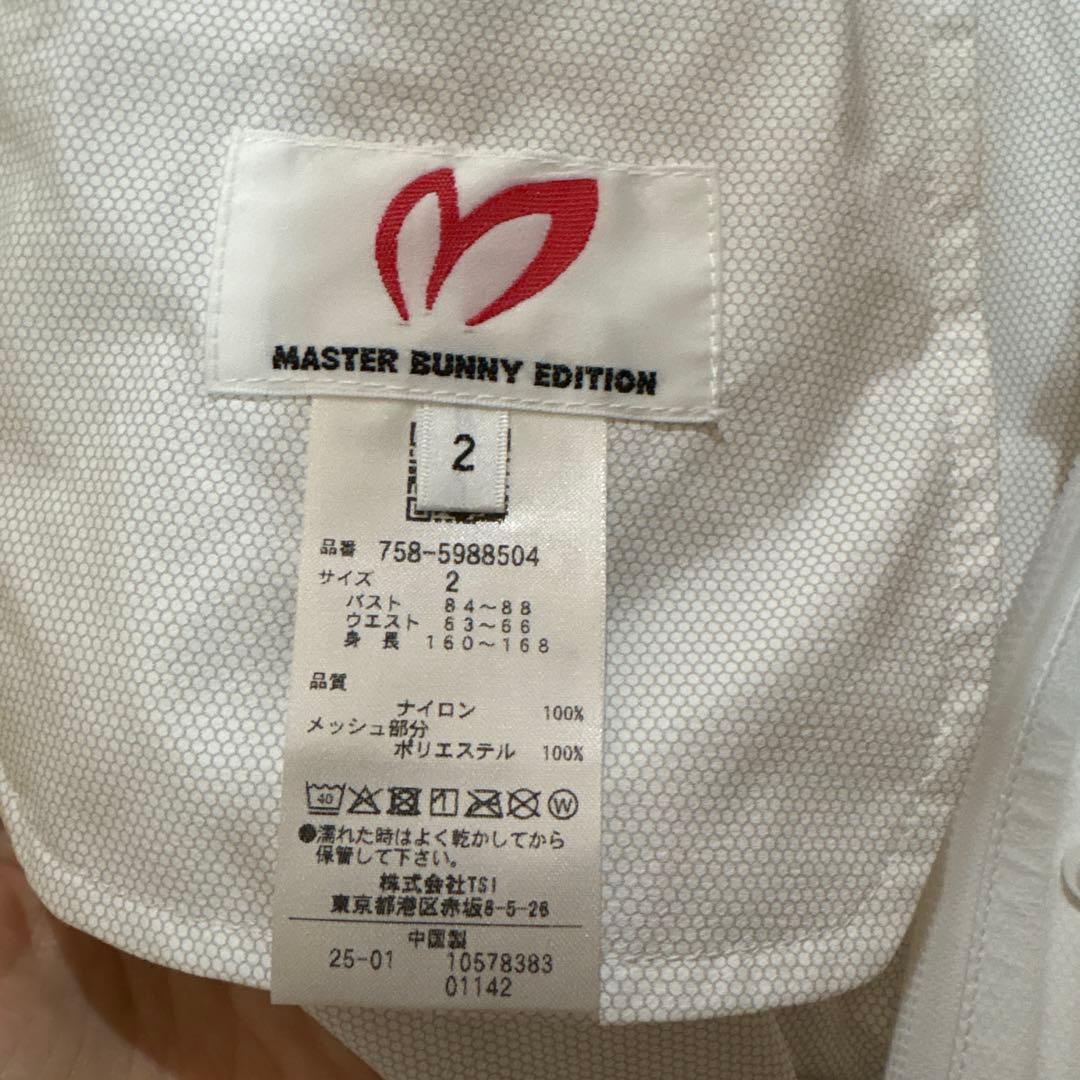 MASTER BUNNY EDITION
2
品番 758-5988504
サイズ 2
バスト 84~88
ウエスト 63~66
身 長 160~168
品質
ナイロン 100%
メッシュ部分
ポリエステル 100%
40
W
●濡れた時はよく乾かしてから
保管して下さい。
株式会社TSI
東京都港区赤坂8-5-26
中国製
25-01 10578383
01142